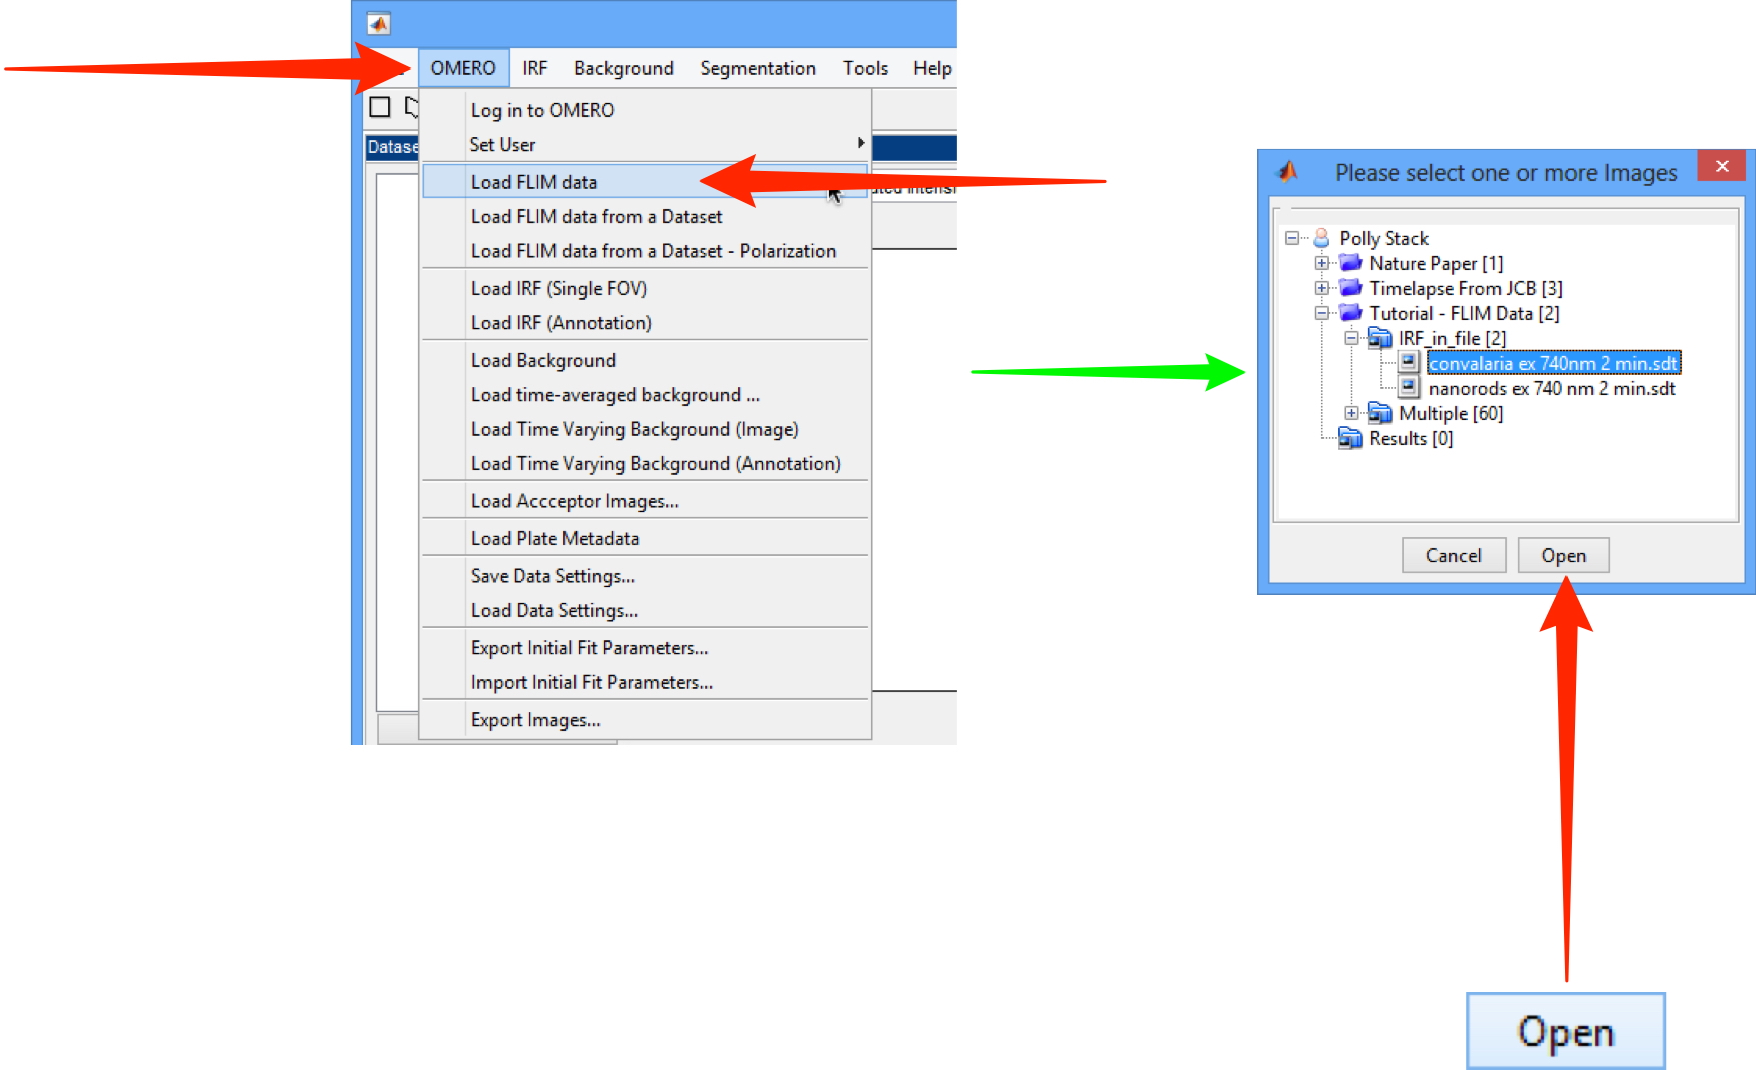 OMERO IRF Background Segmentation Tools Help
Log in to OMERO
Set User
Load FLIM data
Load FLIM data from a Dataset
Load FLIM data from a Dataset - Polarization
Load IRF (Single FOV)
Load IRF (Annotation)
Load Background
Load time-averaged background ...
Load Time Varying Background (Image)
Load Time Varying Background (Annotation)
Load Accceptor Images...
Load Plate Metadata
Save Data Settings...
Load Data Settings...
Export Initial Fit Parameters...
Import Initial Fit Parameters...
Export Images...
Please select one or more Images
Polly Stack
Nature Paper [1]
Timelapse From JCB [3]
Tutorial - FLIM Data [2]
IRF_in_file [2]
convalaria ex 740nm 2 min.sdt
nanorods ex 740 nm 2 min.sdt
Multiple [60]
Results [0]
Cancel Open
Open